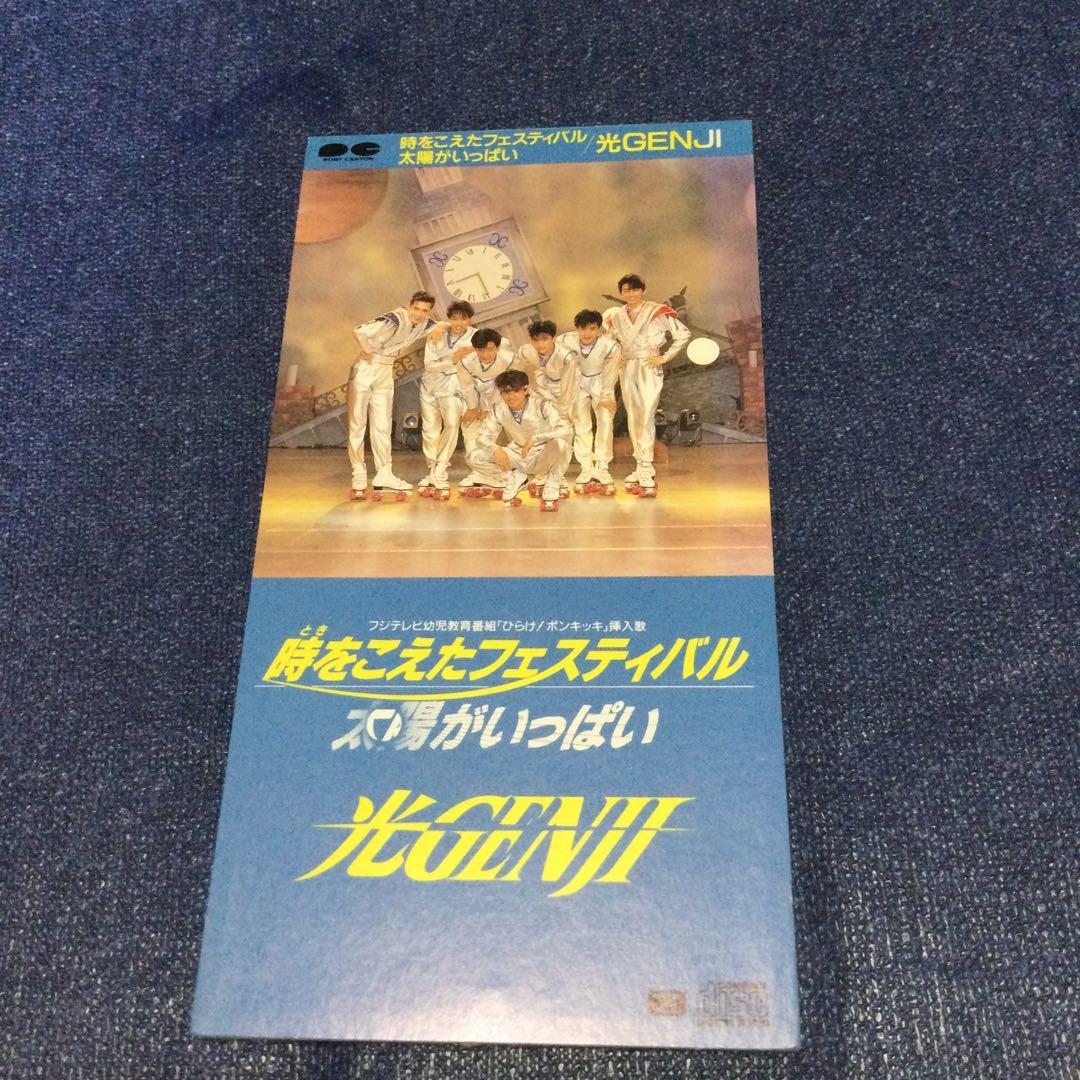 PONY CANYON
時をこえたフェスティバル/光GENJI
太陽がいっぱい
フジテレビ幼児教育番組「ひらけ!ポンキッキ」挿入歌
とき
時をこえたフェスティバル
太陽がいっぱい
光GENJI
disc